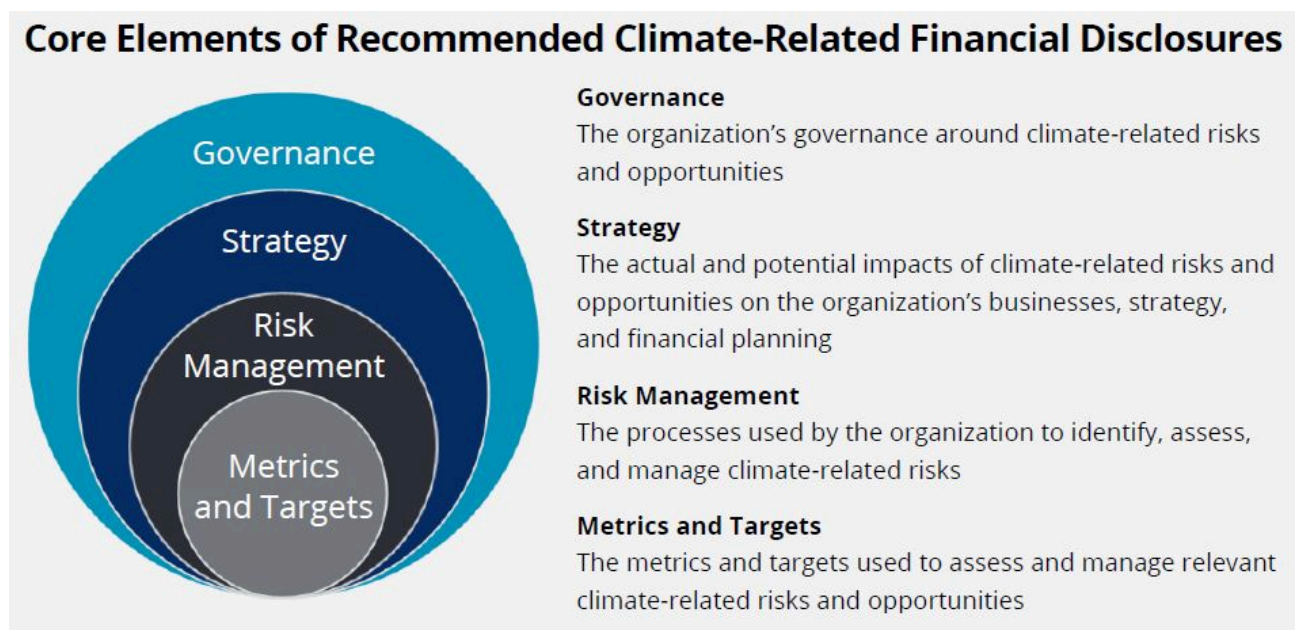 Core Elements of Recommended Climate-Related Financial Disclosures
Governance
Strategy
Risk
Management
Metrics
and Targets
Governance
The organization’s governance around climate-related risks
and opportunities
Strategy
The actual and potential impacts of climate-related risks and
opportunities on the organization’s businesses, strategy,
and financial planning
Risk Management
The processes used by the organization to identify, assess,
and manage climate-related risks
Metrics and Targets
The metrics and targets used to assess and manage relevant
climate-related risks and opportunities